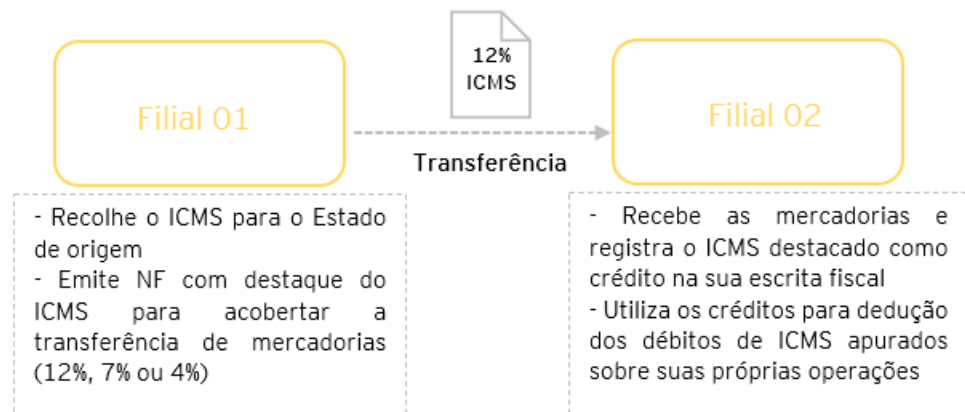 12%
ICMS
Filial 01
Filial 02
Transferência
- Recolhe o ICMS para o Estado
de origem
- Emite NF com destaque do
ICMS para acobertar a
transferência de mercadorias
(12%, 7% ou 4%)
- Recebe as mercadorias e
registra o ICMS destacado como
crédito na sua escrita fiscal
- Utiliza os créditos para dedução
dos débitos de ICMS apurados
sobre suas próprias operações